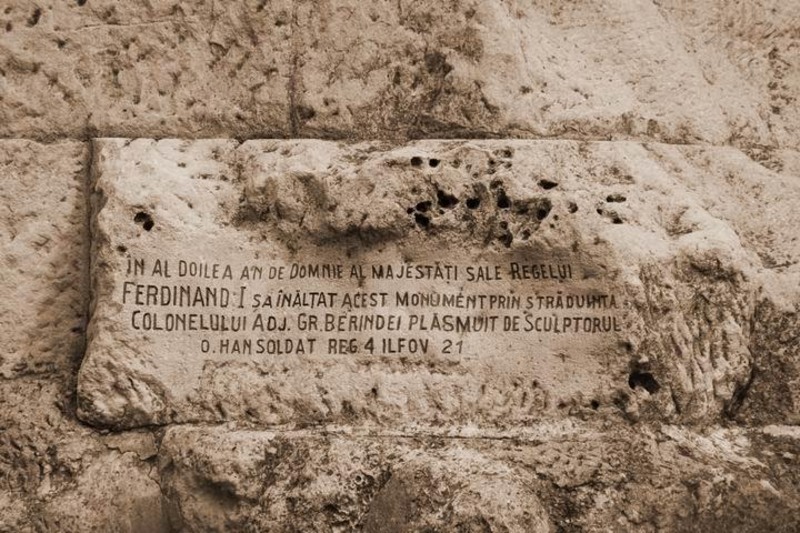 IN AL DOILEA AN DE DOMNIE AL MAJESTĂȚI SALE REGELUI
FERDINAND·I SA ÎNĂLȚAT ACEST MONUMENT PRIN STRĂDUINȚA
COLONELULUI ADJ. GR. BERINDEI PLĂSMUIT DE SCULPTORUL
O. HAN SOLDAT REG 4 ILFOV 21